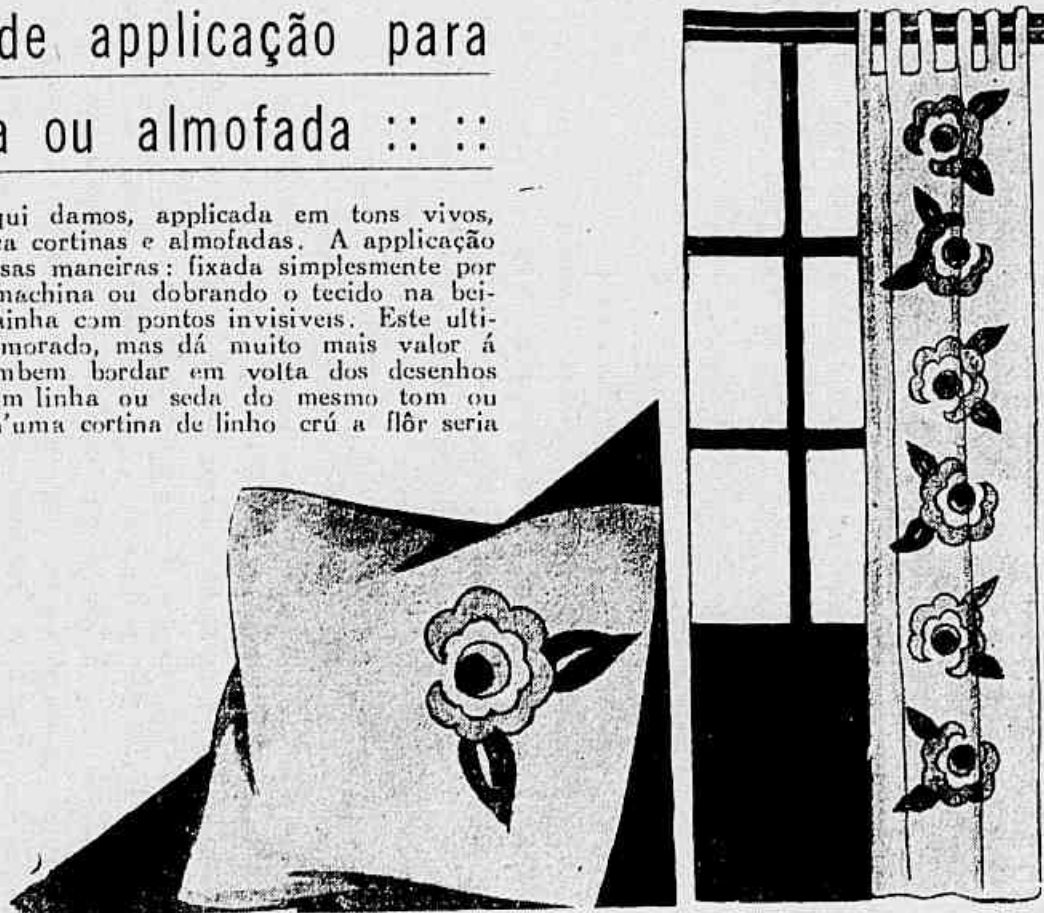 de applicação para
a ou almofada :: ::
qui damos, applicada em tons vivos,
ra cortinas e almofadas. A applicação
sas maneiras: fixada simplesmente por
machina ou dobrando o tecido na bei-
ainha com pontos invisiveis. Este ulti-
morado, mas dá muito mais valor á
mbem bordar em volta dos desenhos
m linha ou seda do mesmo tom ou
'uma cortina de linho crú a flôr seria